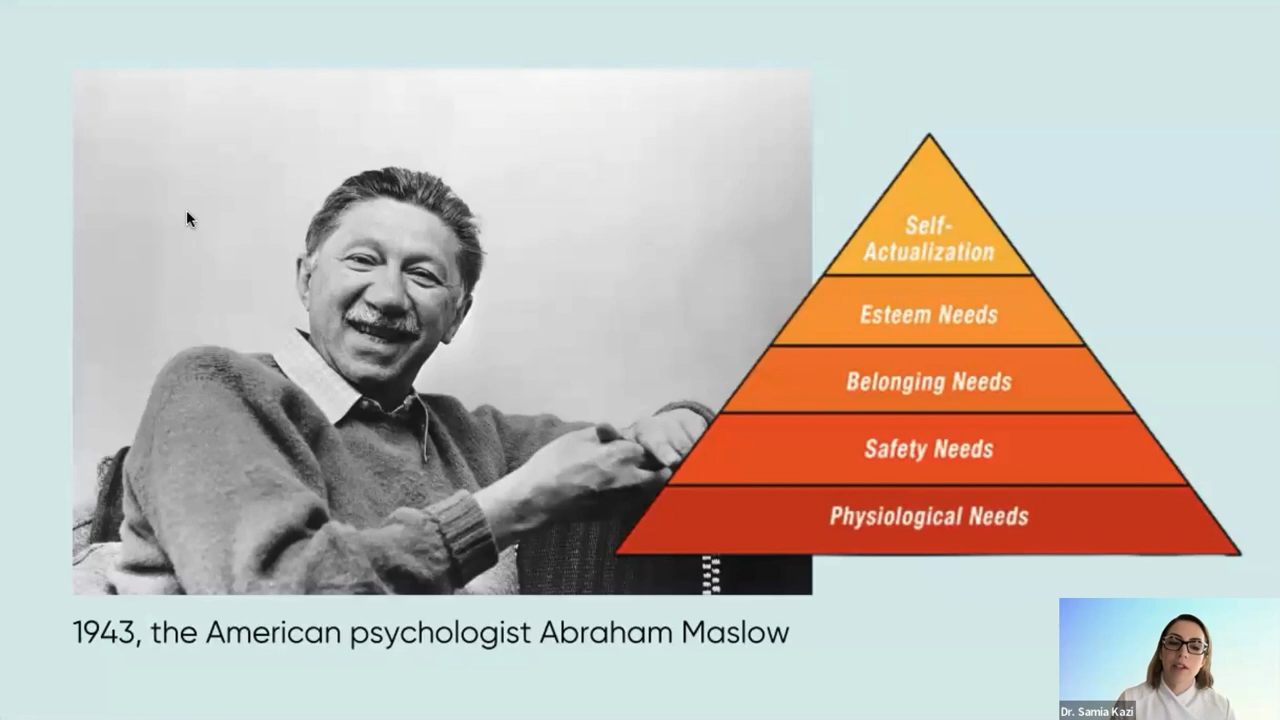 Self-
Actualization
Esteem Needs
Belonging Needs
Safety Needs
Physiological Needs
1943, the American psychologist Abraham Maslow
Dr. Samia Kazi